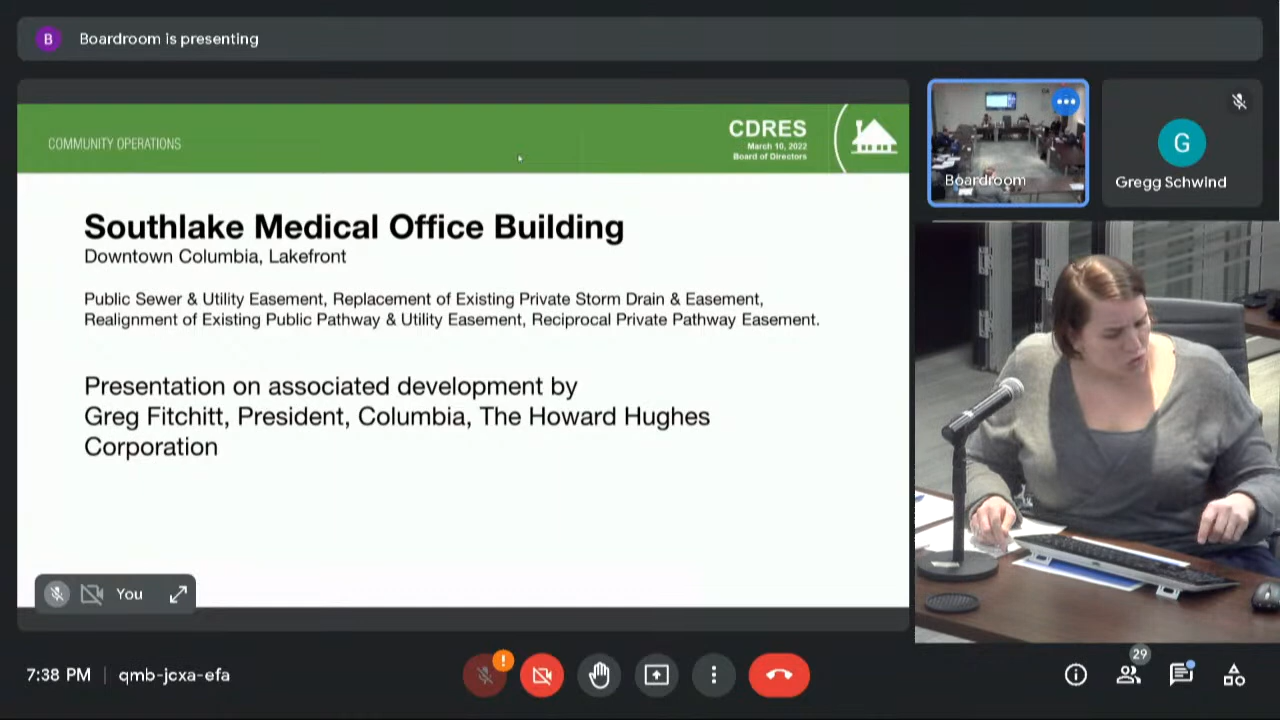 B Boardroom is presenting
COMMUNITY OPERATIONS
CDRES
March 10, 2022
Board of Directors
Southlake Medical Office Building
Downtown Columbia, Lakefront
Public Sewer & Utility Easement, Replacement of Existing Private Storm Drain & Easement,
Realignment of Existing Public Pathway & Utility Easement, Reciprocal Private Pathway Easement.
Presentation on associated development by
Greg Fitchitt, President, Columbia, The Howard Hughes
Corporation
You
Boardroom
G
Gregg Schwind
7:38 PM | qmb-jcxa-efa
!
29